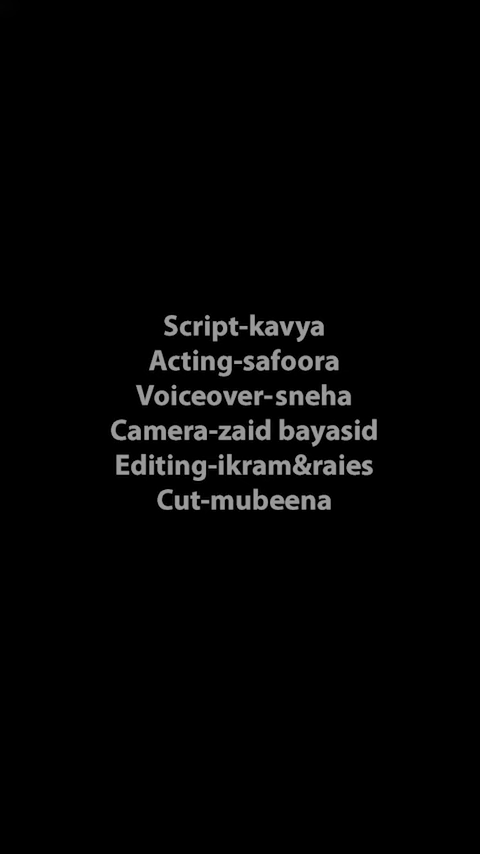 Script-kavya
Acting-safoora
Voiceover-sneha
Camera-zaid bayasid
Editing-ikram&raies
Cut-mubeena